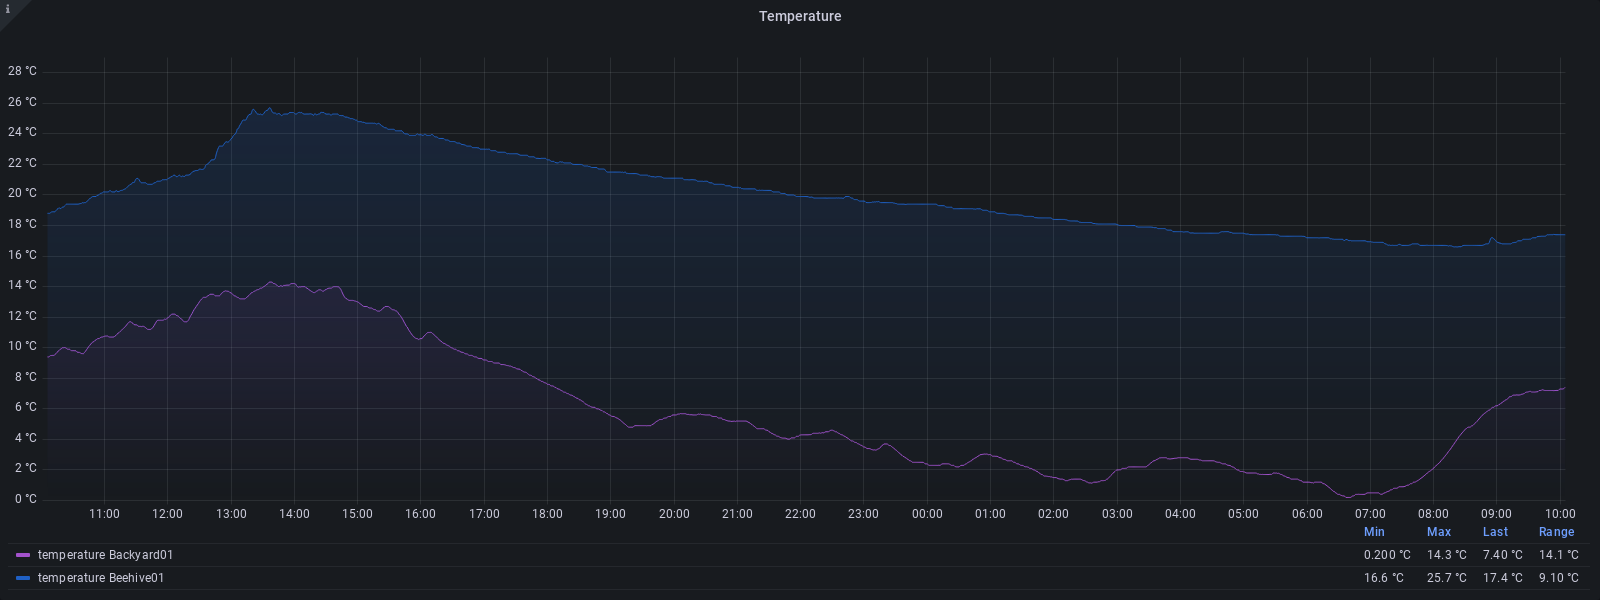 i
Temperature
28 °C
26 °C
24 °C
22 °C
20 °C
18 °C
16 °C
14 °C
12 °C
10 °C
8 °C
6 °C
4 °C
2 °C
0 °C
11:00 12:00 13:00 14:00 15:00 16:00 17:00 18:00 19:00 20:00 21:00 22:00 23:00 00:00 01:00 02:00 03:00 04:00 05:00 06:00 07:00 08:00 09:00 10:00
Min Max Last Range
temperature Backyard01 0.200 °C 14.3 °C 7.40 °C 14.1 °C
temperature Beehive01 16.6 °C 25.7 °C 17.4 °C 9.10 °C